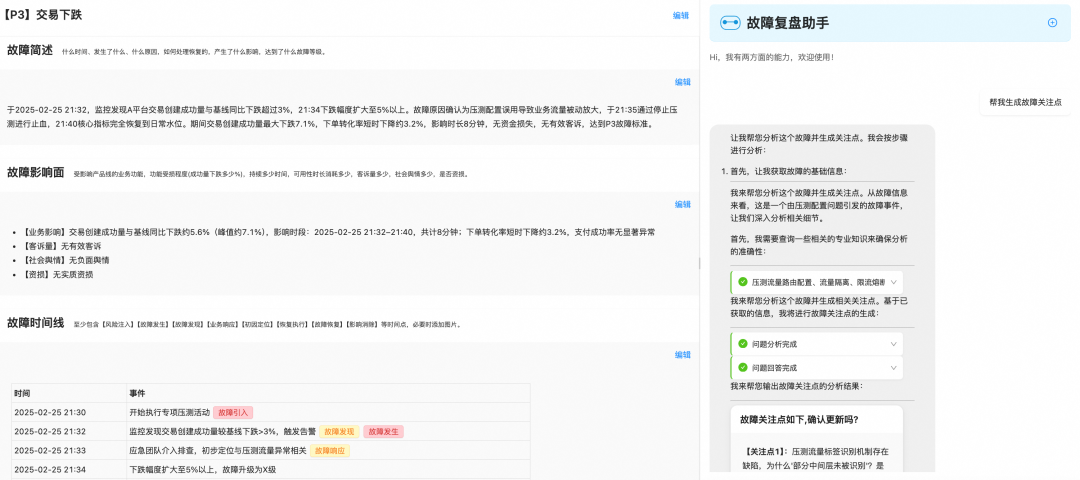 【P3】交易下跌
编辑
故障简述 什么时间、发生了什么、什么原因，如何处理恢复的。产生了什么影响，达到了什么故障等级。
编辑
于2025-02-25 21:32，监控发现A平台交易创建成功量与基线同比下跌超过3%，21:34下跌幅度扩大至5%以上。故障原因确认为压测配置误用导致业务流量被动放大，于21:35通过停止压
测进行止血，21:40核心指标完全恢复到日常水位。期间交易创建成功量最大下跌7.1%，下单转化率短时下降约3.2%，影响时长8分钟，无资金损失，无有效客诉，达到P3故障标准。
故障影响面 受影响产品线的业务功能，功能受损程度(成功量下跌多少%)，持续多少时间，可用性时长消耗多少，客诉量多少，社会舆情多少，是否资损。
编辑
• 【业务影响】交易创建成功量与基线同比下跌约5.6%（峰值约7.1%），影响时段：2025-02-25 21:32~21:40，共计8分钟；下单转化率短时下降约3.2%，支付成功率无显著异常
• 【客诉量】无有效客诉
• 【社会舆情】无负面舆情
• 【资损】无实质资损
故障时间线 至少包含【风险注入】【故障发生】【故障发现】【业务响应】【初因定位】【恢复执行】【故障恢复】【影响消除】等时间点，必要时添加图片。
编辑
时间 事件
2025-02-25 21:30 开始执行专项压测活动 故障引入
2025-02-25 21:32 监控发现交易创建成功量较基线下跌>3%，触发告警 故障发现 故障发生
2025-02-25 21:33 应急团队介入排查，初步定位与压测流量异常相关 故障响应
2025-02-25 21:34 下跌幅度扩大至5%以上，故障升级为X级
故障复盘助手
Hi，我有两方面的能力，欢迎使用！
帮我生成故障关注点
让我帮您分析这个故障并生成关注点。我会按步骤
进行分析：
1. 首先，让我获取故障的基础信息：
我来帮您分析这个故障并生成关注点。从故障信息
来看，这是一个由压测配置问题引发的故障事件，
让我们深入分析相关细节。
首先，我需要查询一些相关的专业知识来确保分析
的准确性：
压测流量路由配置、流量隔离、限流熔断
我来帮您分析这个故障并生成相关关注点。基于已
获取的信息，我将进行故障关注点的生成：
问题分析完成
问题回答完成
我来帮您输出故障关注点的分析结果：
故障关注点如下,确认更新吗?
【关注点1】：压测流量标签识别机制存在
缺陷，为什么'部分中间层未被识别'？是